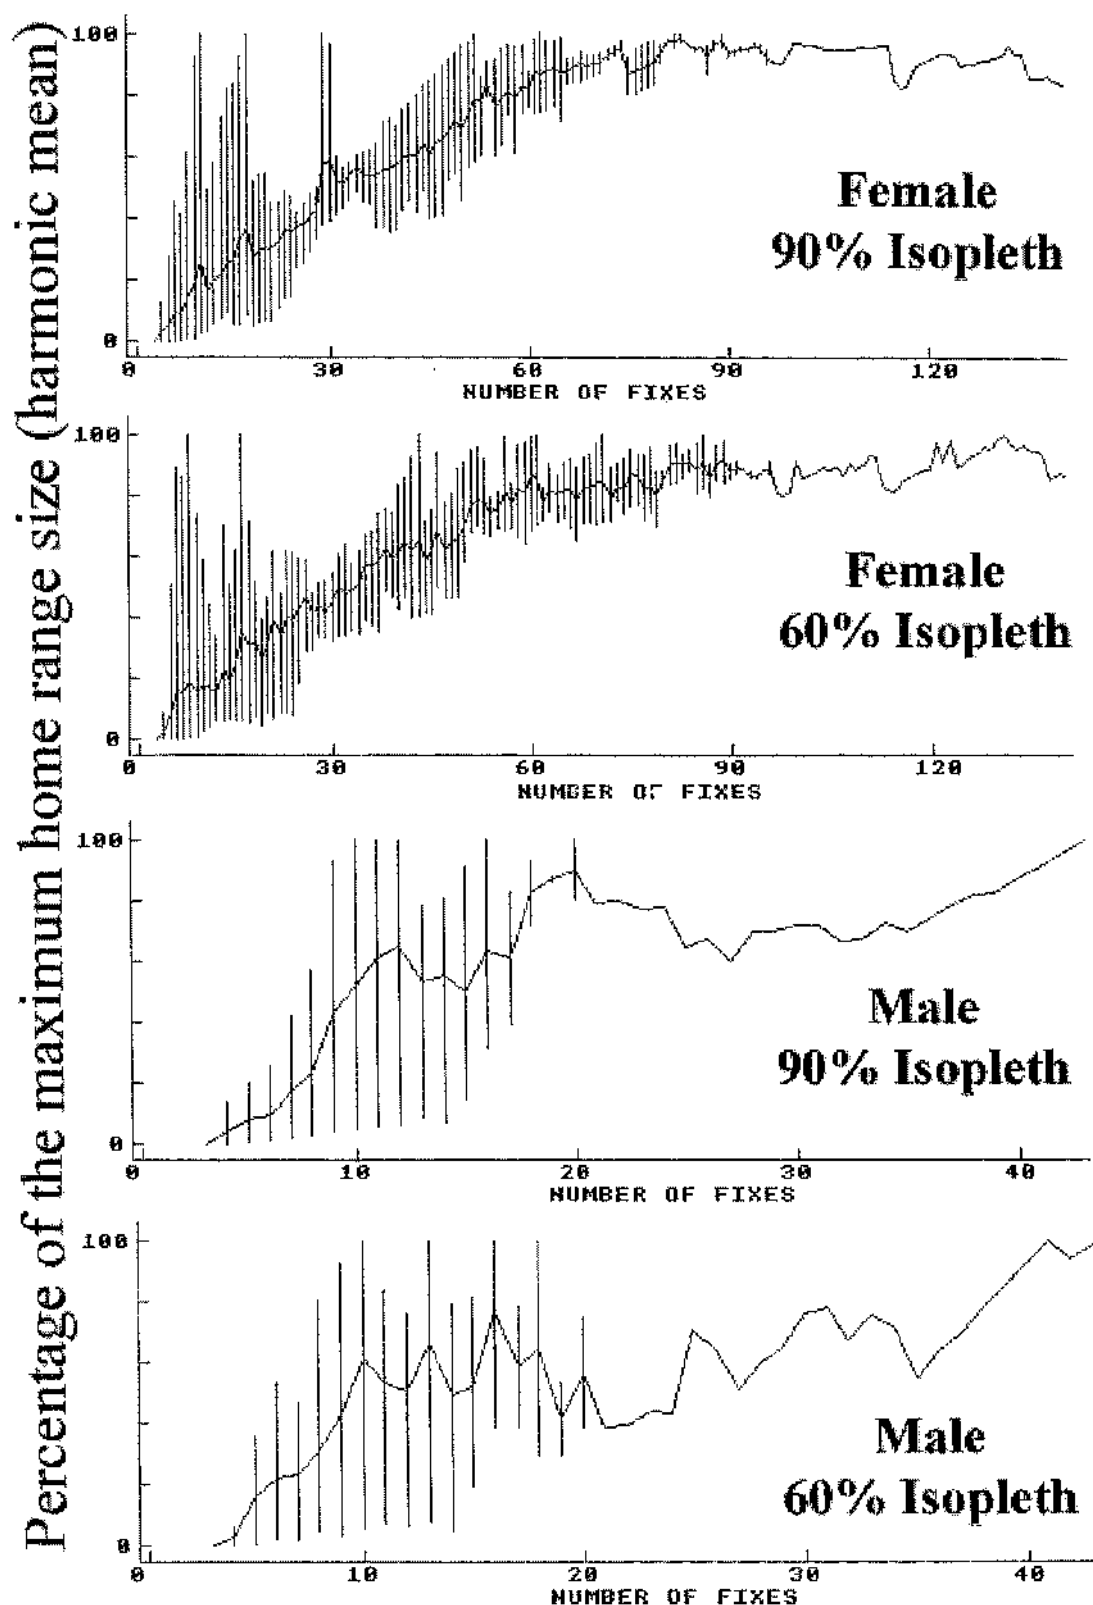 Percentage of the maximum home range size (harmonic mean)
100
0
0 30 60 90 120
NUMBER OF FIXES
Female
90% Isopleth
100
0
0 30 60 90 120
NUMBER OF FIXES
Female
60% Isopleth
100
0
0 10 20 30 40
NUMBER OF FIXES
Male
90% Isopleth
100
0
0 10 20 30 40
NUMBER OF FIXES
Male
60% Isopleth